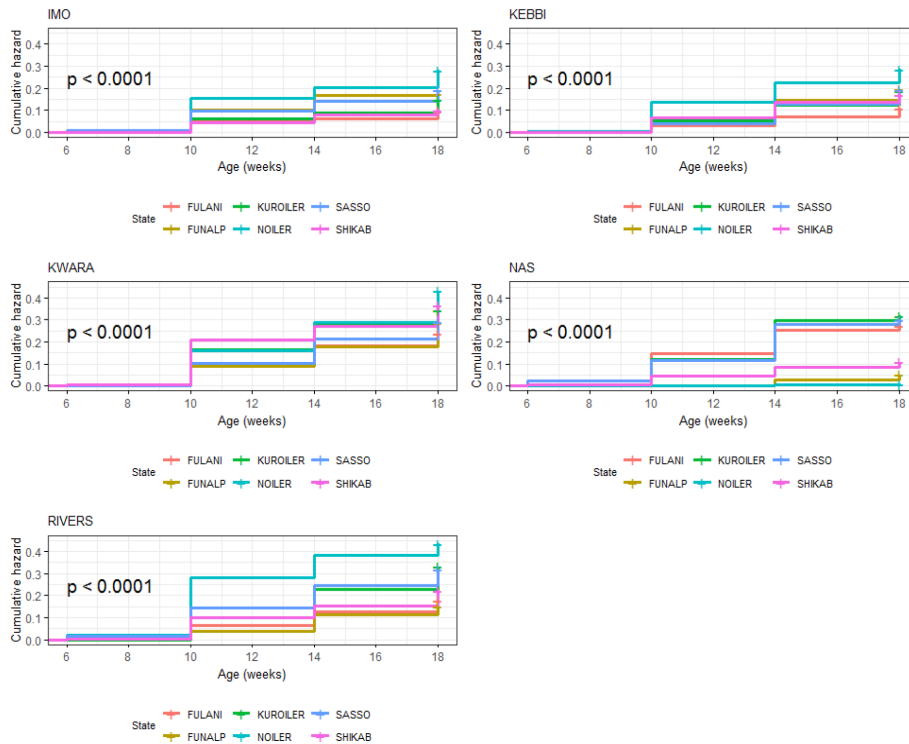 IMO
Cumulative hazard
0.4
0.3
0.2
0.1
0.0
p < 0.0001
6 8 10 12 14 16 18
Age (weeks)
State
FULANI KUROILER SASSO
FUNALP NOILER SHIKAB
KEBBI
Cumulative hazard
0.4
0.3
0.2
0.1
0.0
p < 0.0001
6 8 10 12 14 16 18
Age (weeks)
State
FULANI KUROILER SASSO
FUNALP NOILER SHIKAB
KWARA
Cumulative hazard
0.4
0.3
0.2
0.1
0.0
p < 0.0001
6 8 10 12 14 16 18
Age (weeks)
State
FULANI KUROILER SASSO
FUNALP NOILER SHIKAB
NAS
Cumulative hazard
0.4
0.3
0.2
0.1
0.0
p < 0.0001
6 8 10 12 14 16 18
Age (weeks)
State
FULANI KUROILER SASSO
FUNALP NOILER SHIKAB
RIVERS
Cumulative hazard
0.4
0.3
0.2
0.1
0.0
p < 0.0001
6 8 10 12 14 16 18
Age (weeks)
State
FULANI KUROILER SASSO
FUNALP NOILER SHIKAB